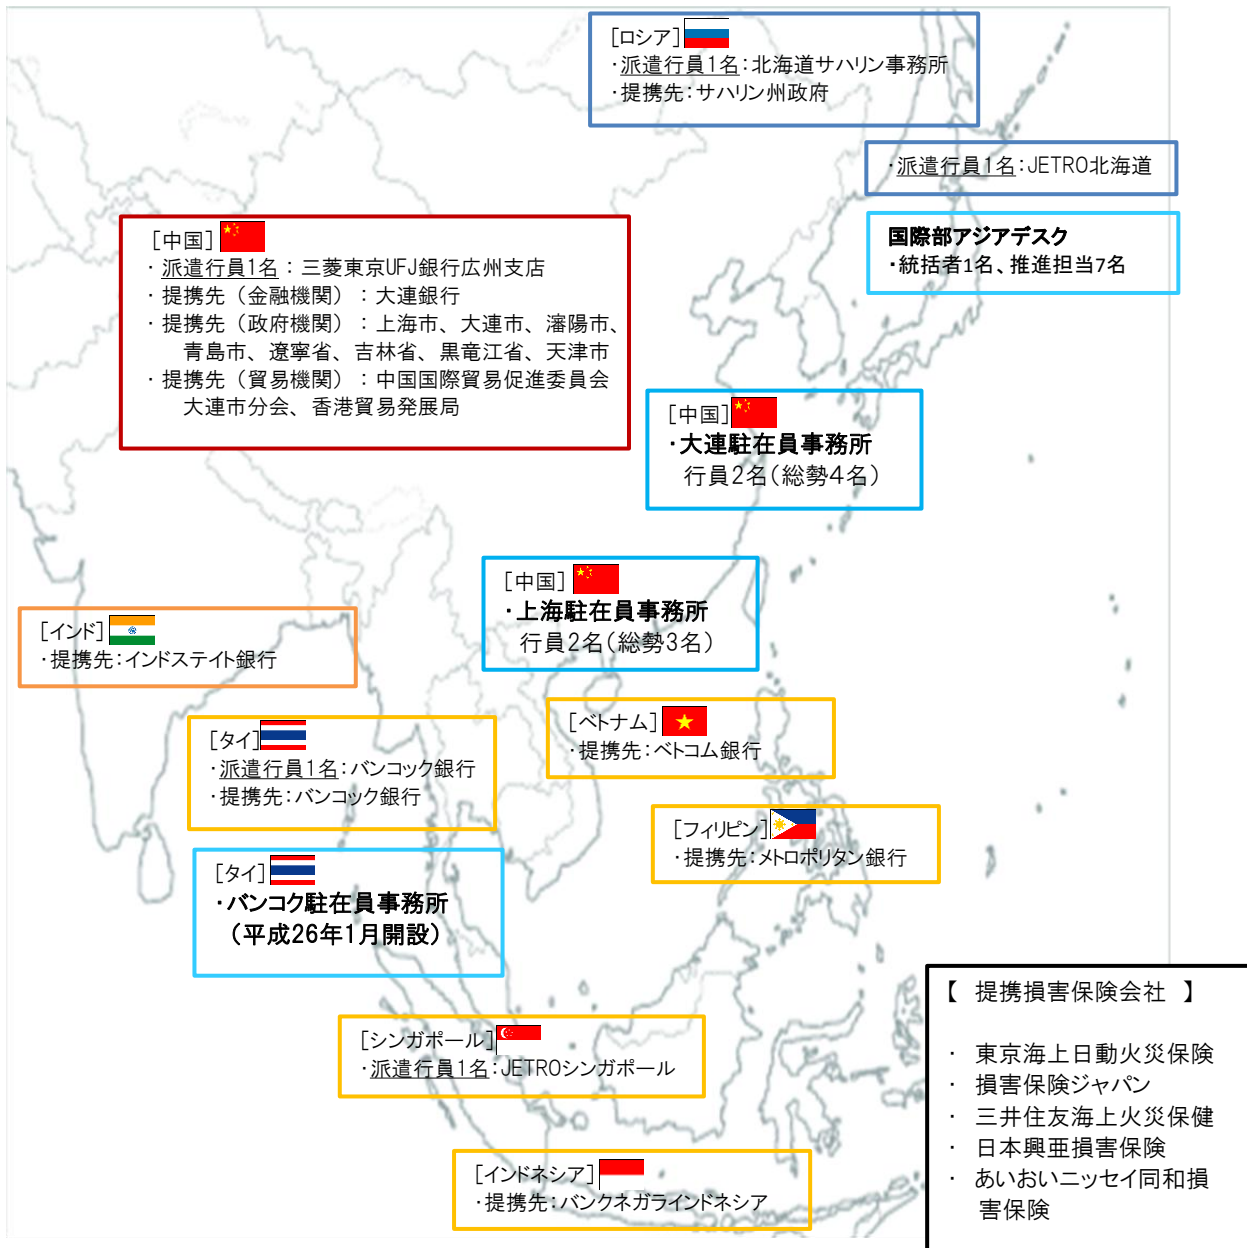 [ロシア]
・派遣行員1名：北海道サハリン事務所
・提携先：サハリン州政府
・派遣行員1名：JETRO北海道
国際部アジアデスク
・統括者1名、推進担当7名
[中国]
・ 派遣行員1名 ： 三菱東京UFJ銀行広州支店
・ 提携先（金融機関） ： 大連銀行
・ 提携先（政府機関） ： 上海市、大連市、瀋陽市、
青島市、遼寧省、吉林省、黒竜江省、天津市
・ 提携先（貿易機関） ： 中国国際貿易促進委員会
大連市分会、香港貿易発展局
[中国]
・大連駐在員事務所
行員2名（総勢4名）
[中国]
・上海駐在員事務所
行員2名（総勢3名）
[インド]
・提携先：インドステイト銀行
[ベトナム]
・提携先：ベトコム銀行
[タイ]
・派遣行員1名：バンコック銀行
・提携先：バンコック銀行
[フィリピン]
・提携先：メトロポリタン銀行
[タイ]
・バンコク駐在員事務所
（平成26年1月開設）
[シンガポール]
・派遣行員1名：JETROシンガポール
[インドネシア]
・提携先：バンクネガラインドネシア
【 提携損害保険会社 】
・ 東京海上日動火災保険
・ 損害保険ジャパン
・ 三井住友海上火災保健
・ 日本興亜損害保険
・ あいおいニッセイ同和損
害保険